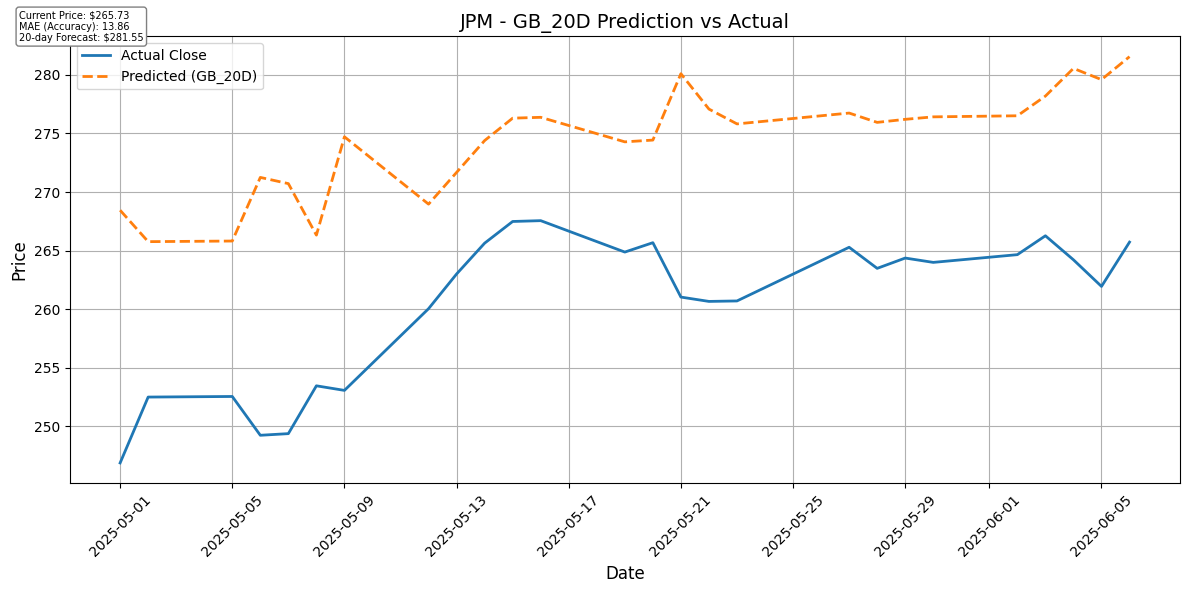 JPM - GB_20D Prediction vs Actual
Current Price: $265.73
MAE (Accuracy): 13.86
20-day Forecast: $281.55
Actual Close
Predicted (GB_20D)
Price
280
275
270
265
260
255
250
2025-05-01
2025-05-05
2025-05-09
2025-05-13
2025-05-17
2025-05-21
2025-05-25
2025-05-29
2025-06-01
2025-06-05
Date